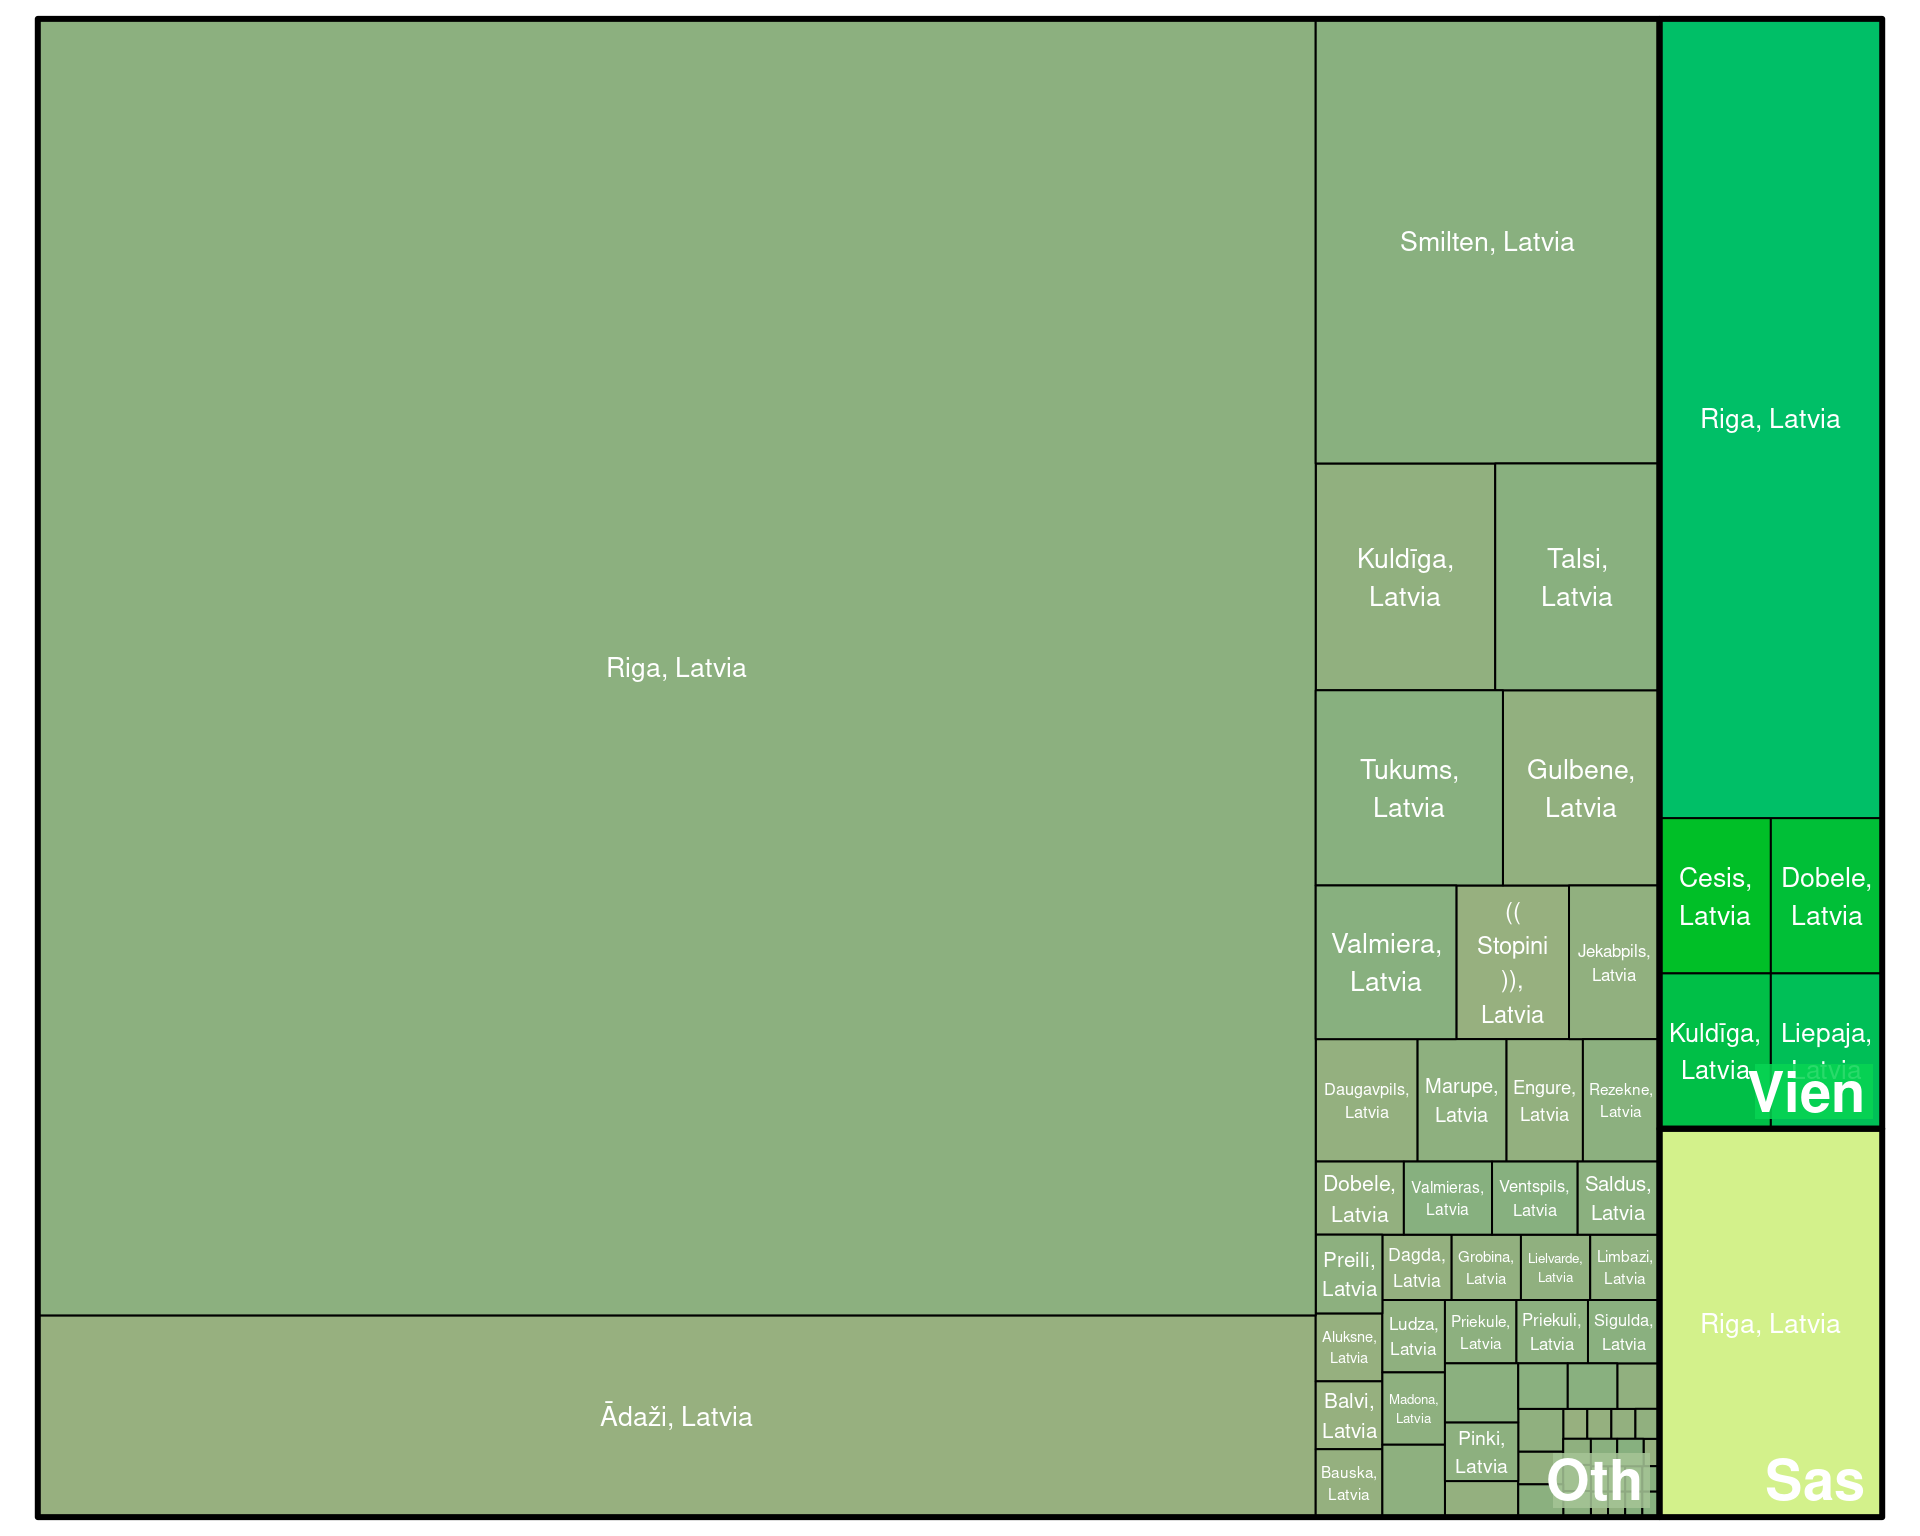 Riga, Latvia
Ādaži, Latvia
Smilten, Latvia
Kuldīga,
Latvia
Talsi,
Latvia
Tukums,
Latvia
Gulbene,
Latvia
Valmiera,
Latvia
((
Stopini
)),
Latvia
Jekabpils,
Latvia
Daugavpils,
Latvia
Marupe,
Latvia
Engure,
Latvia
Rezekne,
Latvia
Dobele,
Latvia
Valmieras,
Latvia
Ventspils,
Latvia
Saldus,
Latvia
Preili,
Latvia
Dagda,
Latvia
Grobina,
Latvia
Lielvarde,
Latvia
Limbazi,
Latvia
Aluksne,
Latvia
Ludza,
Latvia
Priekule,
Latvia
Priekuli,
Latvia
Sigulda,
Latvia
Balvi,
Latvia
Madona,
Latvia
Pinki,
Latvia
Bauska,
Latvia
Oth
Riga, Latvia
Cesis,
Latvia
Dobele,
Latvia
Kuldīga,
Latvia
Liepaja,
Latvia
Vien
Riga, Latvia
Sas